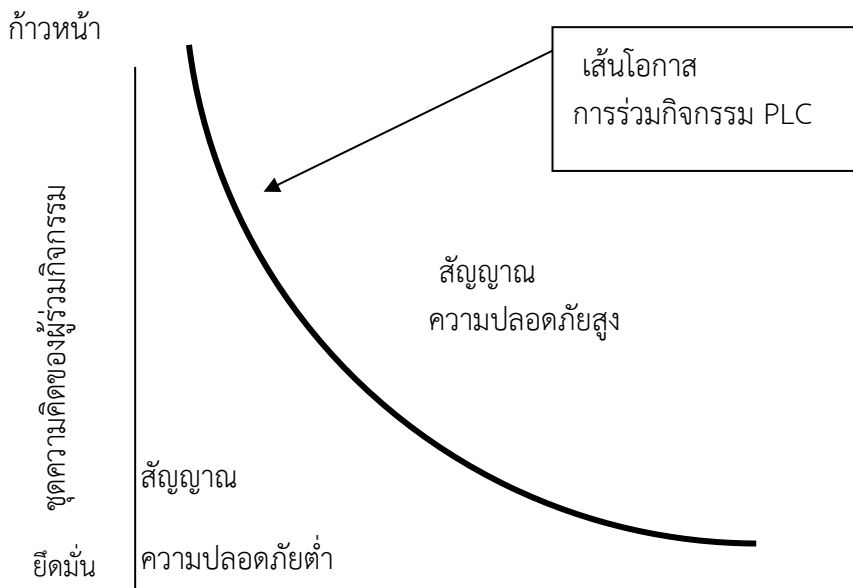 ก้าวหน้า
เส้นโอกาส
การร่วมกิจกรรม PLC
ชุดความคิดของผู้ร่วมกิจกรรม
สัญญาณ
ความปลอดภัยสูง
สัญญาณ
ความปลอดภัยต่ำ
ยึดมั่น